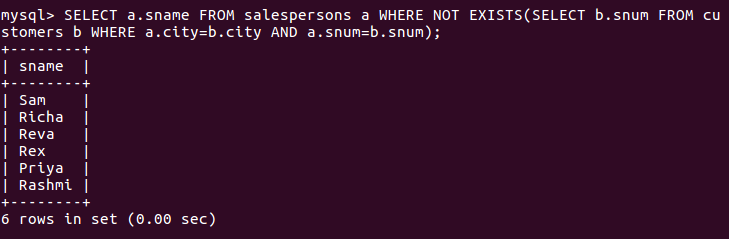 mysql> SELECT a.sname FROM salespersons a WHERE NOT EXISTS(SELECT b.snum FROM cu
stomers b WHERE a.city=b.city AND a.snum=b.snum);
+--------+
| sname  |
+--------+
| Sam    |
| Richa  |
| Reva   |
| Rex    |
| Priya  |
| Rashmi |
+--------+
6 rows in set (0.00 sec)